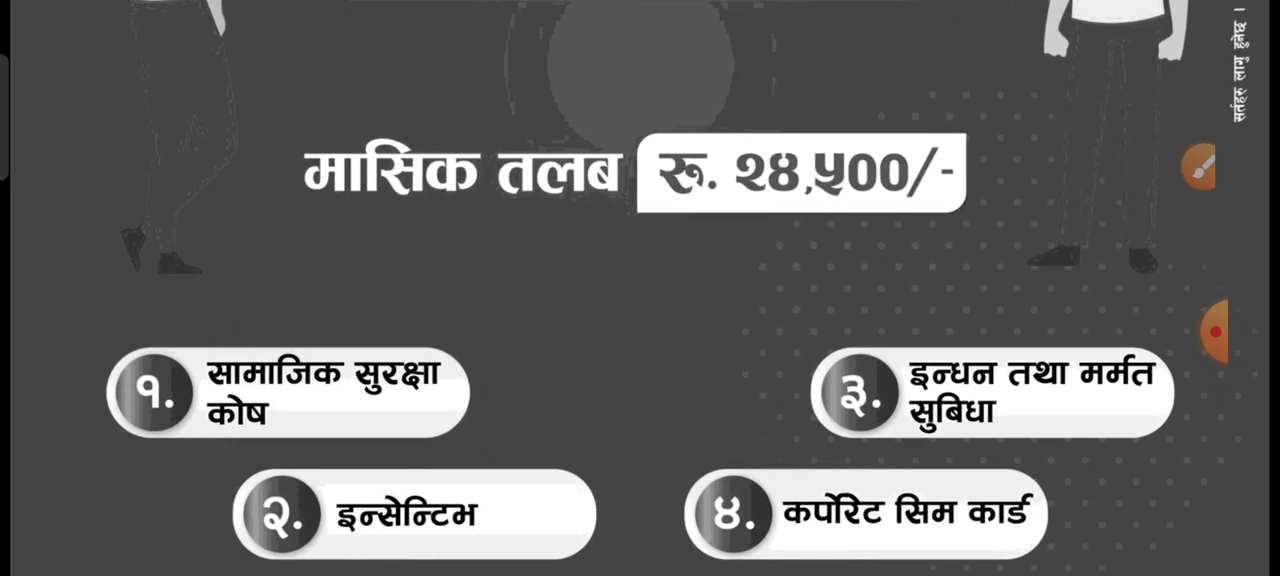 सर्तहरु लागु हुनेछ ।
मासिक तलब रु. २४,५००/-
१. सामाजिक सुरक्षा
कोष
३. इन्धन तथा मर्मत
सुबिधा
२. इन्सेन्टिभ
४. कर्पोरेट सिम कार्ड